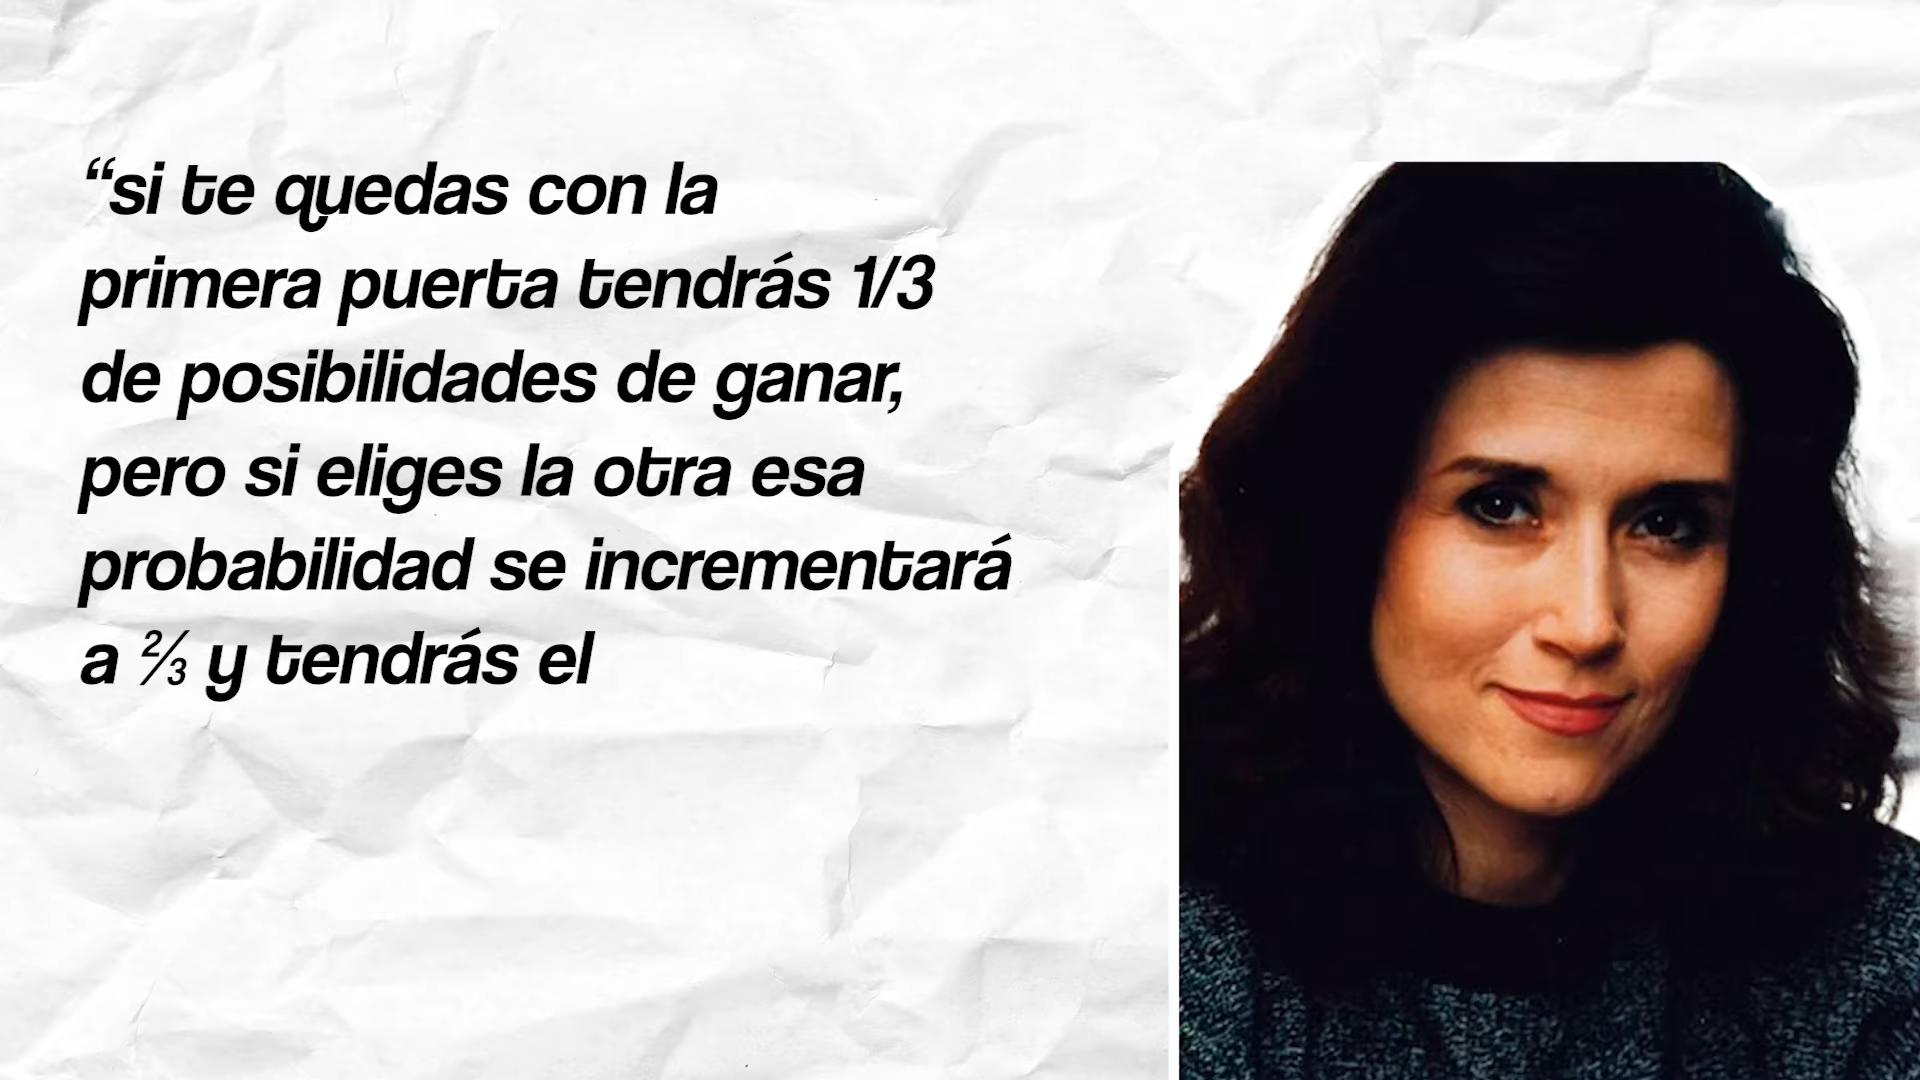 “si te quedas con la
primera puerta tendrás 1/3
de posibilidades de ganar,
pero si eliges la otra esa
probabilidad se incrementará
a ⅔ y tendrás el